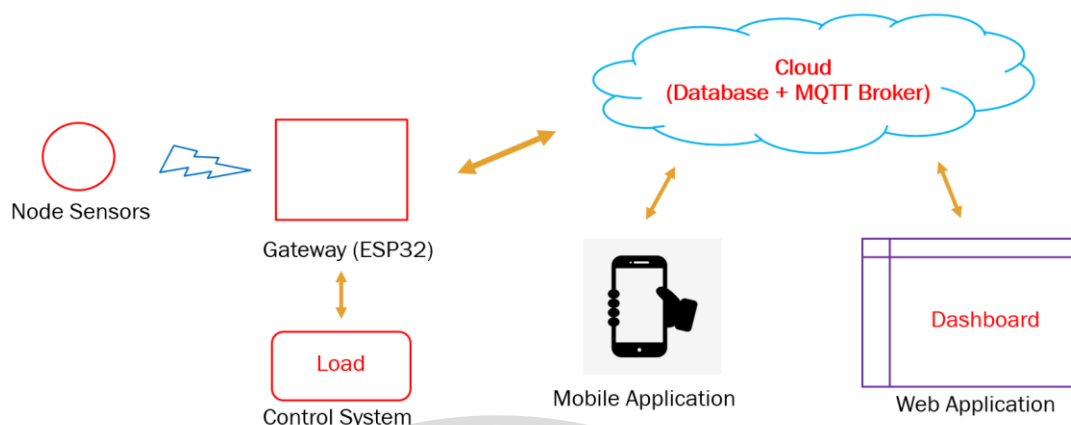 Cloud
(Database + MQTT Broker)
Node Sensors
Gateway (ESP32)
Load
Control System
Mobile Application
Dashboard
Web Application